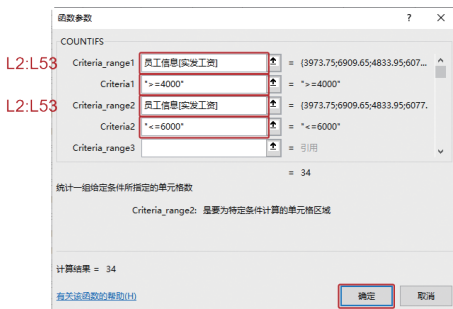 函数参数 ? ×
COUNTIFS
L2:L53 Criteria_range1 员工信息[实发工资] = {3973.75;6909.65;4833.95;607...
Criteria1 ">=4000" = ">=4000"
L2:L53 Criteria_range2 员工信息[实发工资] = {3973.75;6909.65;4833.95;6077.
Criteria2 "<=6000" = "<=6000"
Criteria_range3 = 引用
= 34
统计一组给定条件所指定的单元格数
Criteria_range2: 是要为特定条件计算的单元格区域
计算结果 = 34
有关该函数的帮助(H) 确定 取消